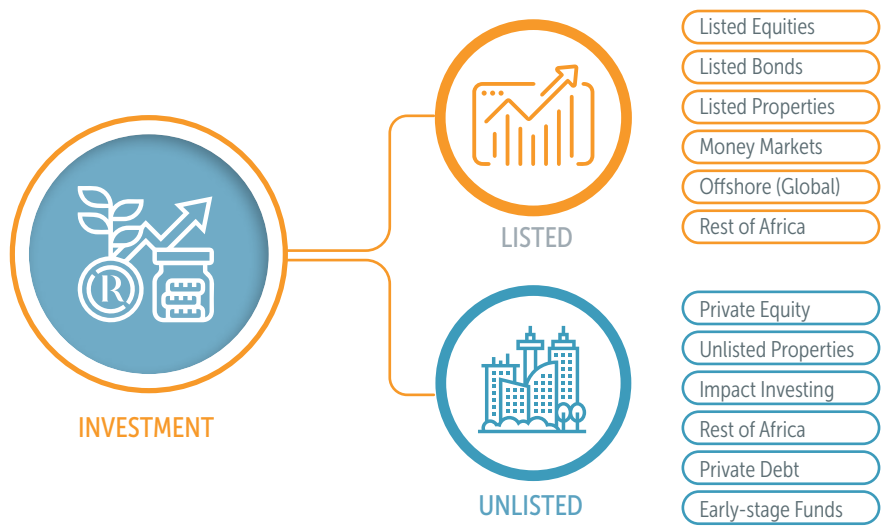 INVESTMENT
R
LISTED
Listed Equities
Listed Bonds
Listed Properties
Money Markets
Offshore (Global)
Rest of Africa
UNLISTED
Private Equity
Unlisted Properties
Impact Investing
Rest of Africa
Private Debt
Early-stage Funds